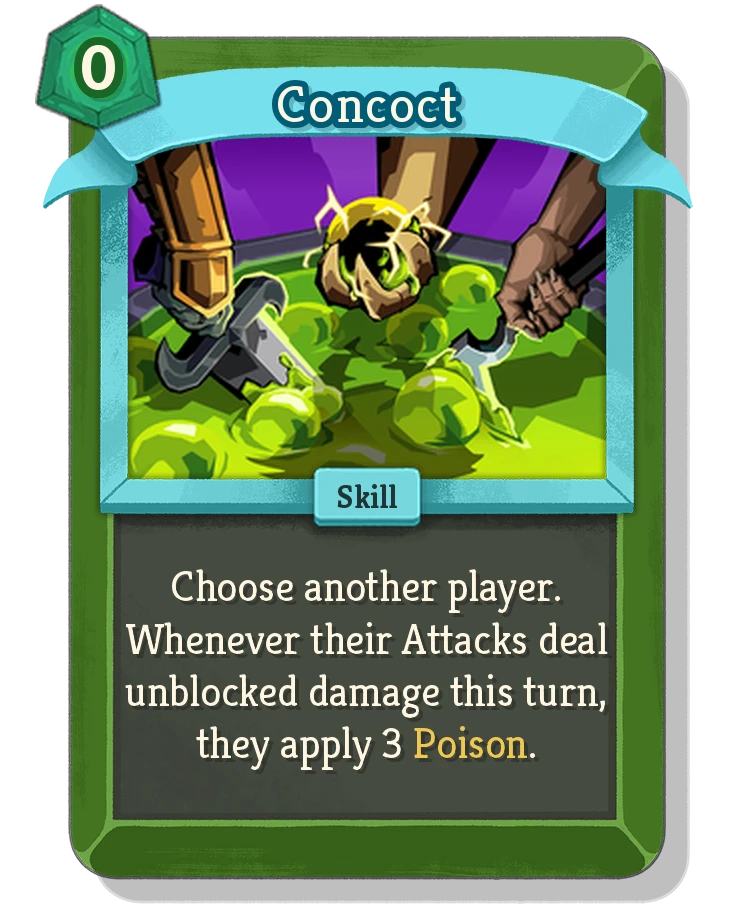 0
Concoct
Skill
Choose another player.
Whenever their Attacks deal
unblocked damage this turn,
they apply 3 Poison.